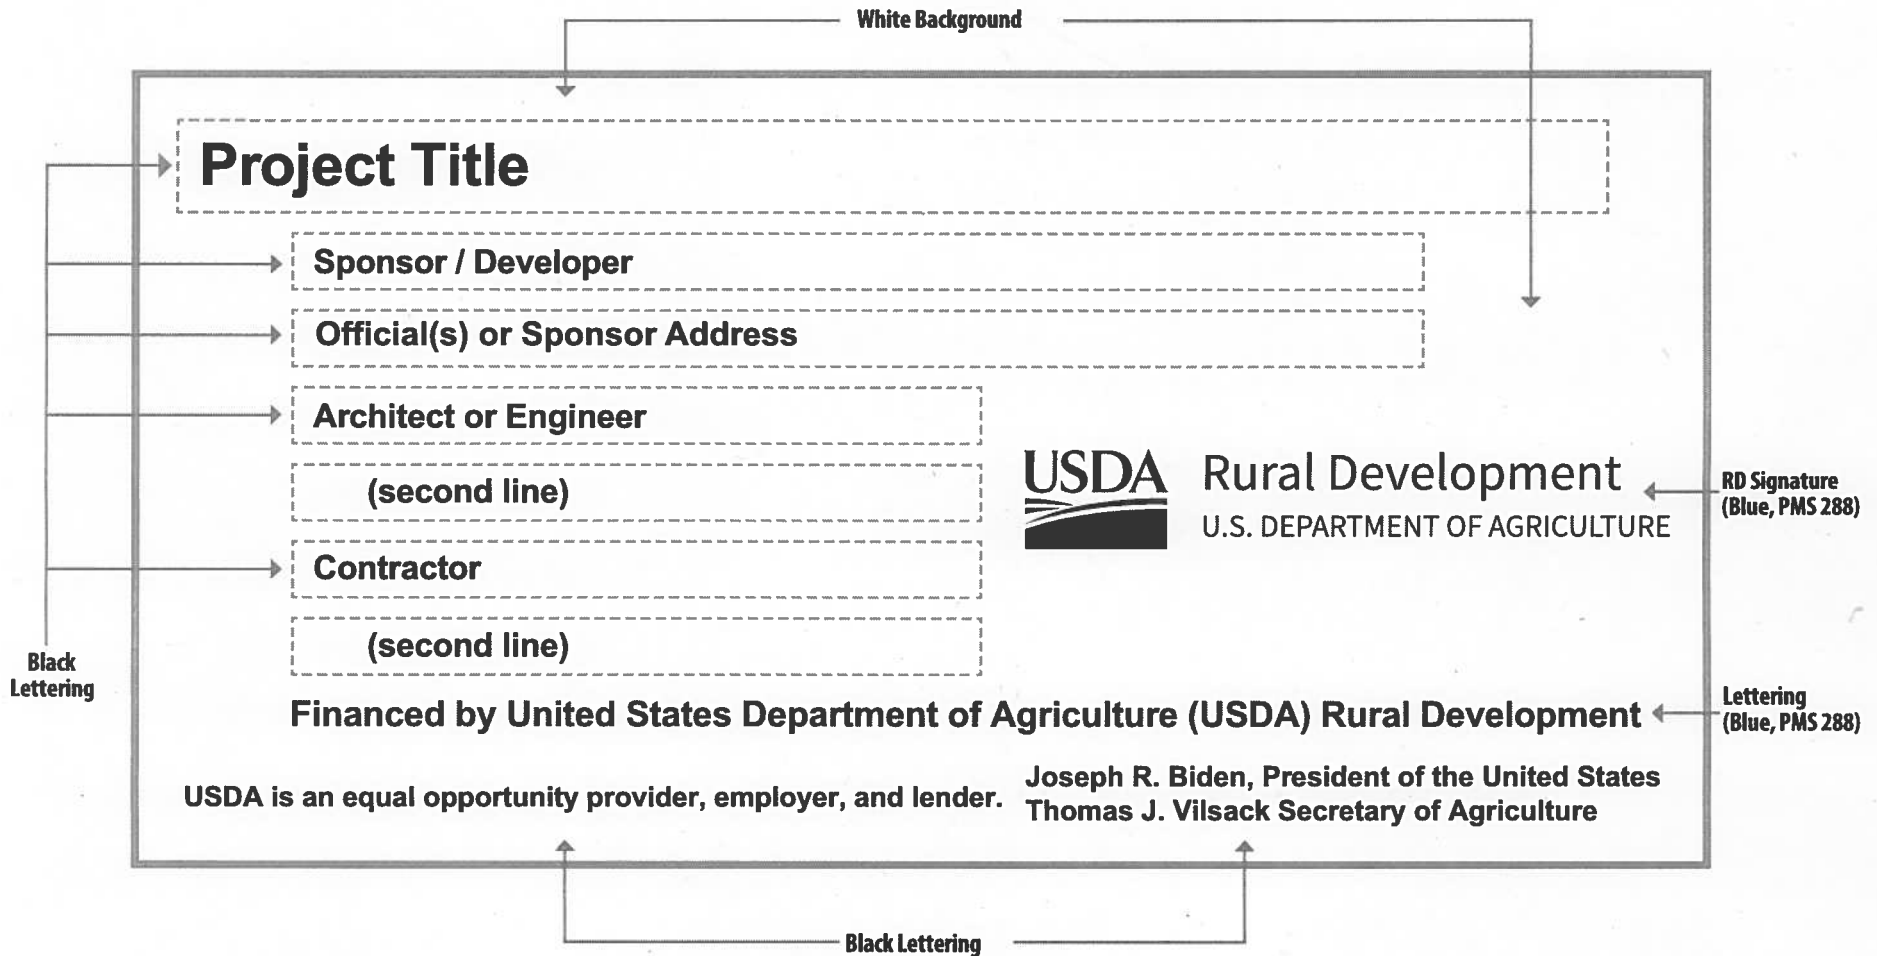 White Background
Project Title
Sponsor / Developer
Official(s) or Sponsor Address
Architect or Engineer
(second line)
Contractor
(second line)
USDA
Rural Development
U.S. DEPARTMENT OF AGRICULTURE
RD Signature
(Blue, PMS 288)
Black
Lettering
Financed by United States Department of Agriculture (USDA) Rural Development
Lettering
(Blue, PMS 288)
USDA is an equal opportunity provider, employer, and lender.
Joseph R. Biden, President of the United States
Thomas J. Vilsack Secretary of Agriculture
Black Lettering